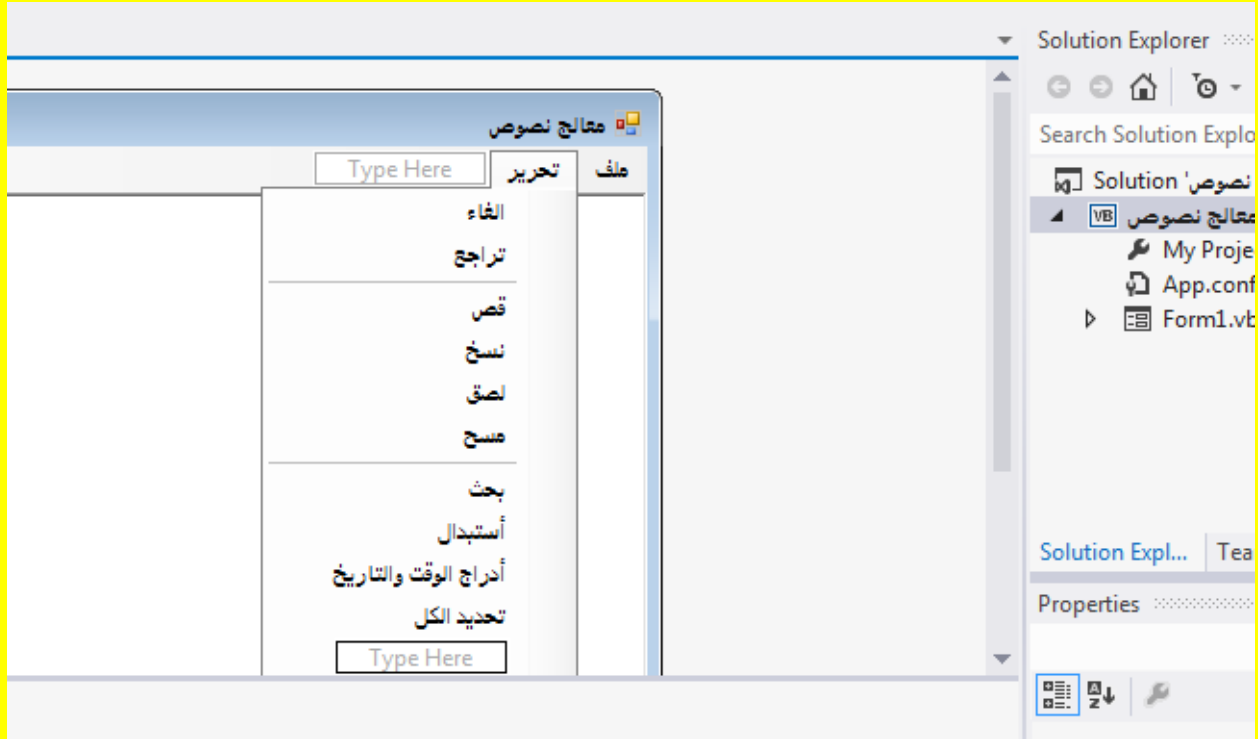 معالج نصوص
ملف تحرير Type Here
الغاء
تراجع
قص
نسخ
لصق
مسح
بحث
أستبدال
أدراج الوقت والتاريخ
تحديد الكل
Type Here
Solution Explorer
Search Solution Explo
Solution 'نصوص
معالج نصوص
My Proje
App.conf
Form1.vb
Solution Expl... Tea
Properties